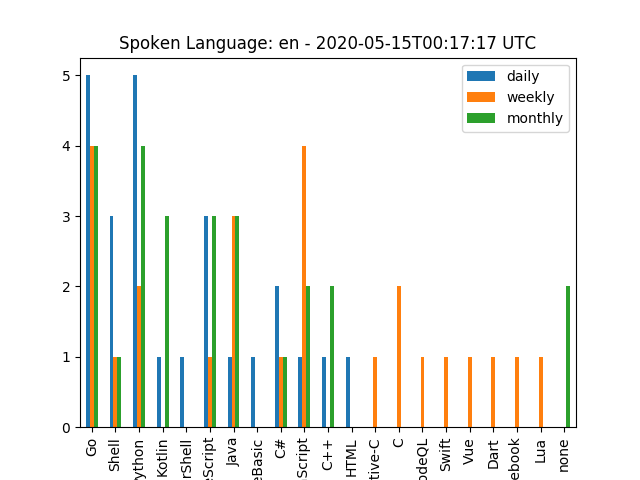 Spoken Language: en - 2020-05-15T00:17:17 UTC
daily
weekly
monthly
5
4
3
2
1
0
Go
Shell
ython
Kotlin
rShell
eScript
Java
eBasic
C#
aScript
C++
HTML
tive-C
C
odeQL
Swift
Vue
Dart
ebook
Lua
none